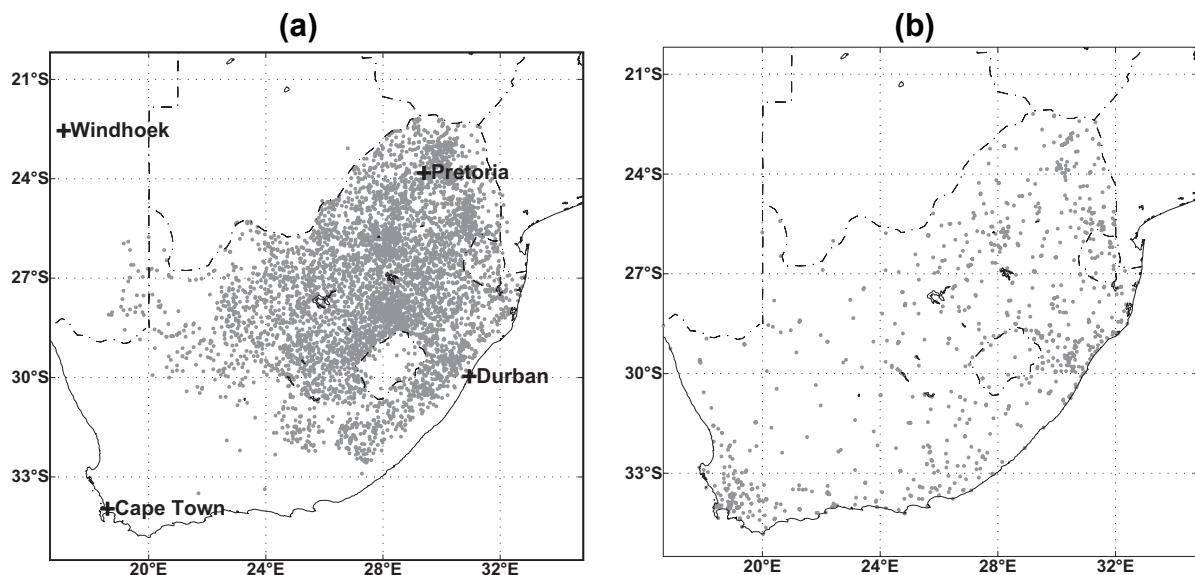 (a)
(b)
21°S
24°S
27°S
30°S
33°S
20°E
24°E
28°E
32°E
Windhoek
Pretoria
Durban
Cape Town
21°S
24°S
27°S
30°S
33°S
20°E
24°E
28°E
32°E